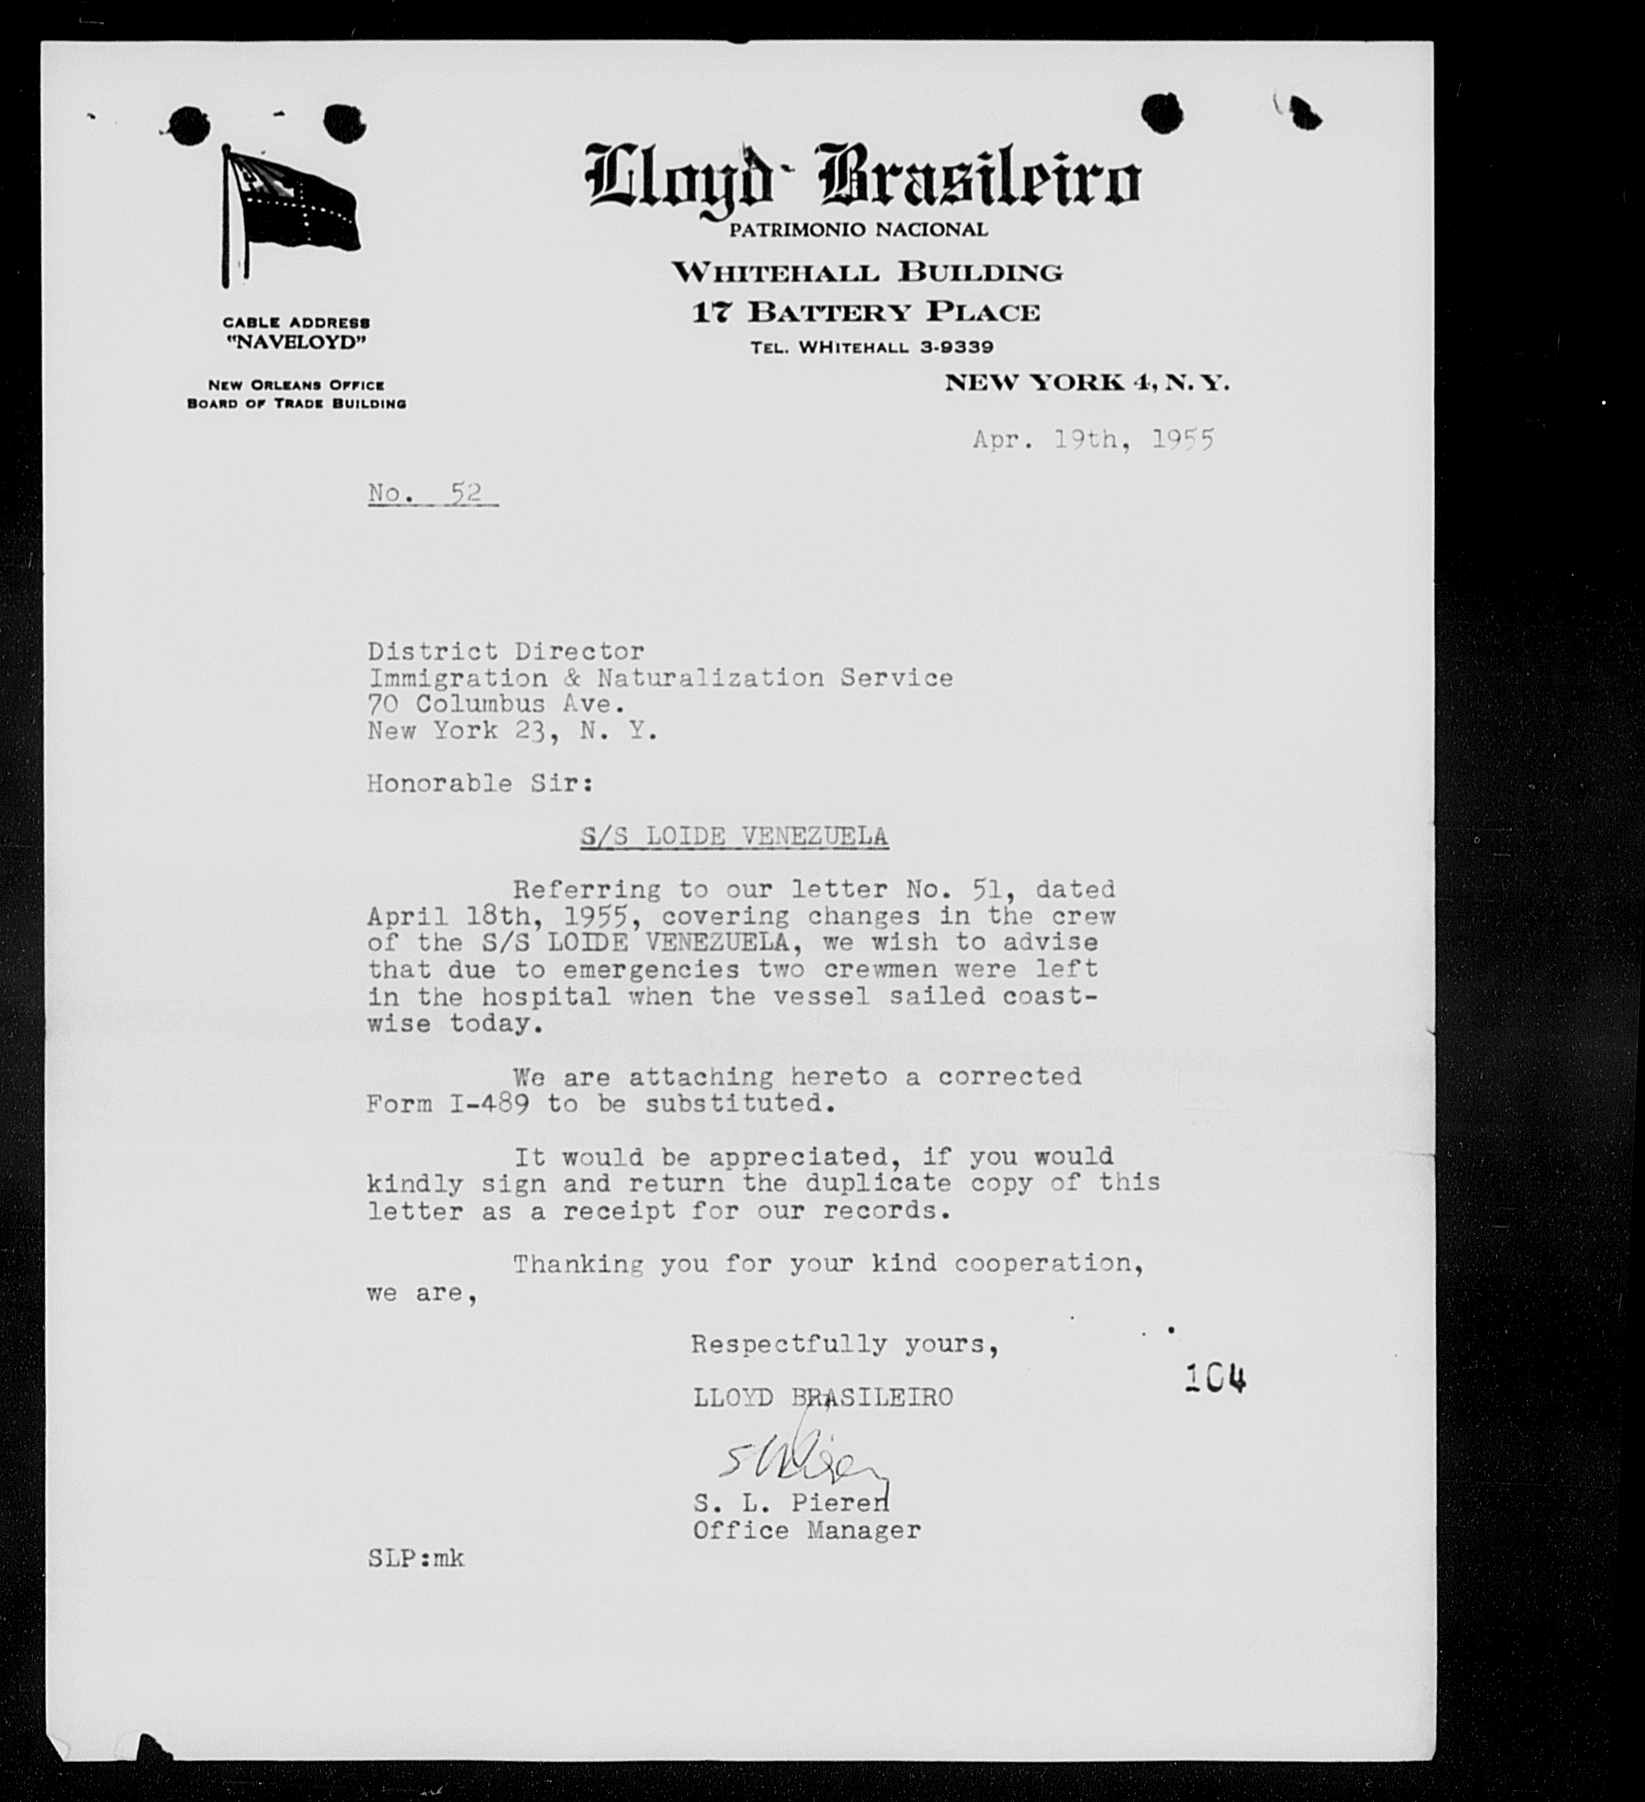 Lloyd Brasileiro
PATRIMONIO NACIONAL
WHITEHALL BUILDING
17 BATTERY PLACE
TEL. WHITEHALL 3-9339
NEW YORK 4, N. Y.
CABLE ADDRESS
"NAVELOYD"
NEW ORLEANS OFFICE
BOARD OF TRADE BUILDING
Apr. 19th, 1955
No. 52
District Director
Immigration & Naturalization Service
70 Columbus Ave.
New York 23, N. Y.
Honorable Sir:
S/S LOIDE VENEZUELA
Referring to our letter No. 51, dated
April 18th, 1955, covering changes in the crew
of the S/S LOIDE VENEZUELA, we wish to advise
that due to emergencies two crewmen were left
in the hospital when the vessel sailed coast-
wise today.
We are attaching hereto a corrected
Form I-489 to be substituted.
It would be appreciated, if you would
kindly sign and return the duplicate copy of this
letter as a receipt for our records.
Thanking you for your kind cooperation,
we are,
Respectfully yours,
LLOYD BRASILEIRO
104
S. L. Pieren
Office Manager
SLP:mk